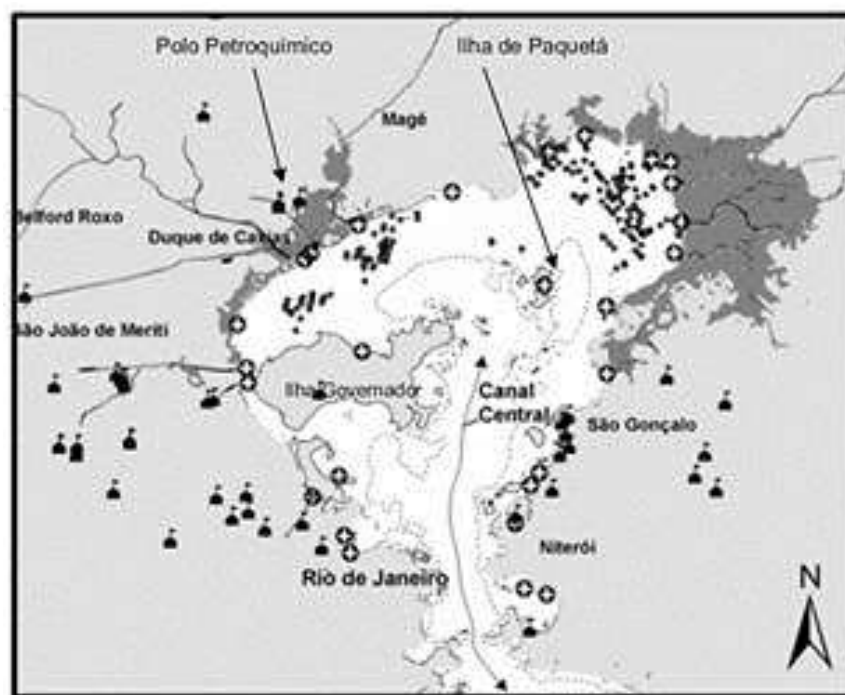 Polo Petroquímico
Ilha de Paquetá
Magé
Belford Roxo
Duque de Caxias
São João de Meriti
Ilha Governador
Canal
Central
São Gonçalo
Niterói
Rio de Janeiro
N